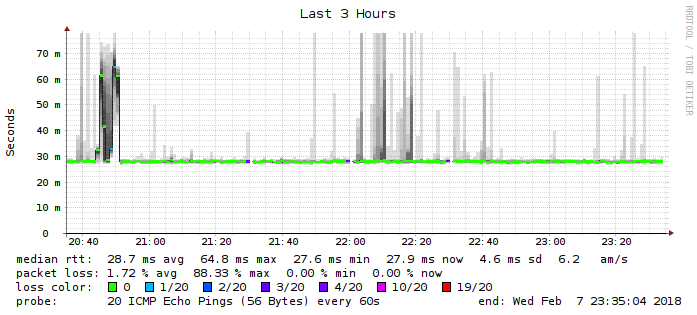 Last 3 Hours
RRDTOOL / TOBI OETIKER
Seconds
70 m
60 m
50 m
40 m
30 m
20 m
10 m
0
20:40 21:00 21:20 21:40 22:00 22:20 22:40 23:00 23:20
median rtt: 28.7 ms avg 64.8 ms max 27.6 ms min 27.9 ms now 4.6 ms sd 6.2 am/s
packet loss: 1.72 % avg 88.33 % max 0.00 % min 0.00 % now
loss color: 0 1/20 2/20 3/20 4/20 10/20 19/20
probe: 20 ICMP Echo Pings (56 Bytes) every 60s end: Wed Feb 7 23:35:04 2018